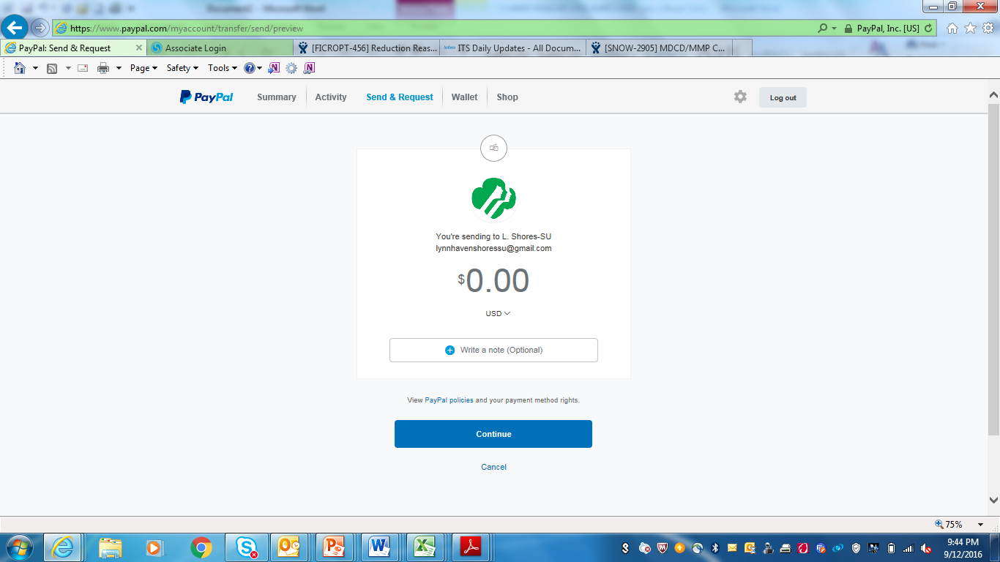 https://www.paypal.com/myaccount/transfer/send/preview
PayPal, Inc. [US]
PayPal: Send & Request
Associate Login
[FICROPT-456] Reduction Reas...
ITS Daily Updates - All Docum...
[SNOW-2905] MDCD/MMP C...
Page
Safety
Tools
PayPal
Summary
Activity
Send & Request
Wallet
Shop
Log out
You're sending to L. Shores-SU
lynnhavenshoressu@gmail.com
$0.00
USD
Write a note (Optional)
View PayPal policies and your payment method rights.
Continue
Cancel
75%
9:44 PM
9/12/2016